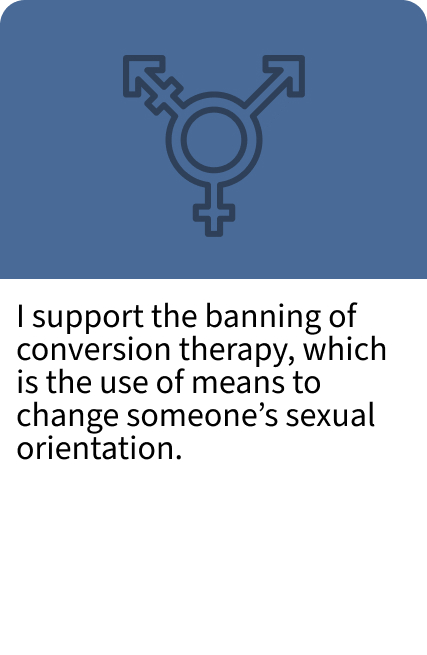 I support the banning of
conversion therapy, which
is the use of means to
change someone’s sexual
orientation.